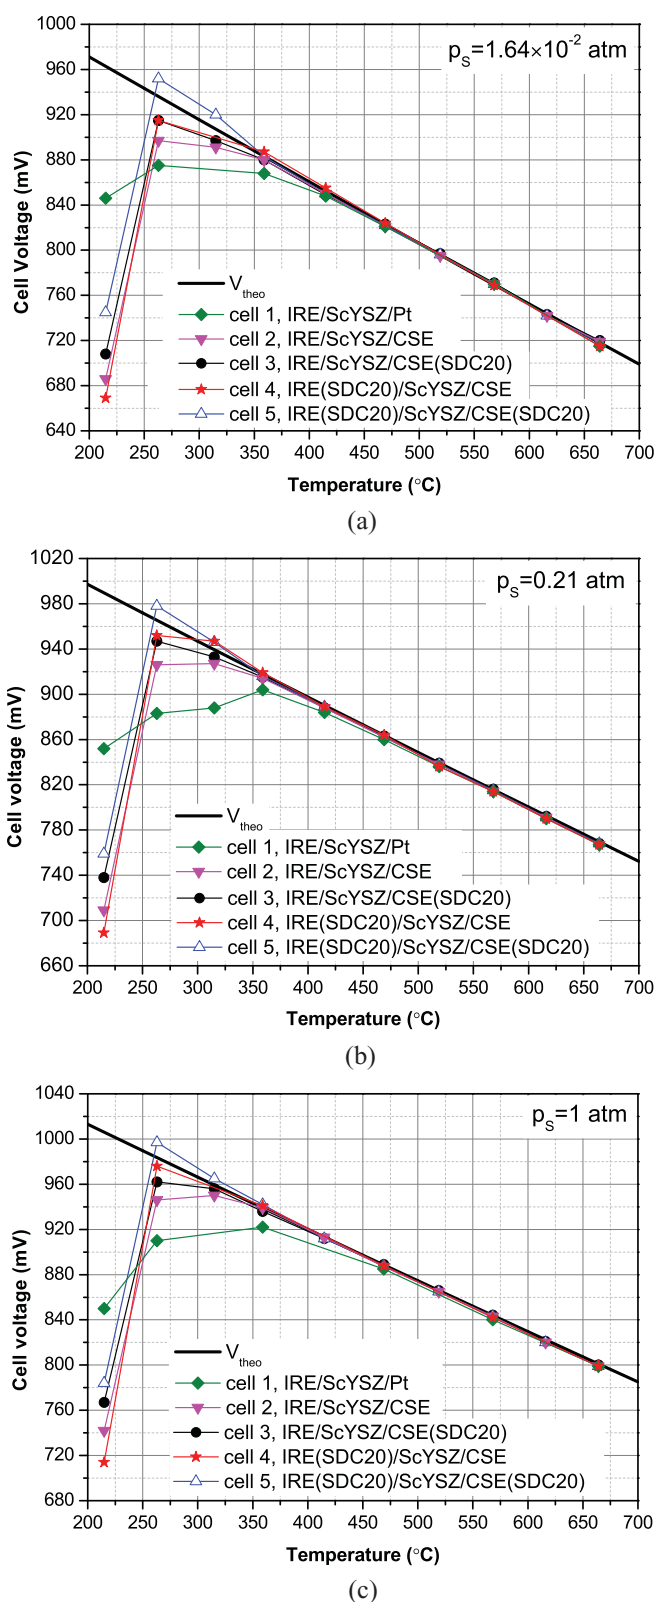 1000
960
920
880
840
800
760
720
680
640
Cell Voltage (mV)
p_S=1.64×10^-2 atm
V_theo
cell 1, IRE/ScYSZ/Pt
cell 2, IRE/ScYSZ/CSE
cell 3, IRE/ScYSZ/CSE(SDC20)
cell 4, IRE(SDC20)/ScYSZ/CSE
cell 5, IRE(SDC20)/ScYSZ/CSE(SDC20)
200 250 300 350 400 450 500 550 600 650 700
Temperature (°C)
(a)
1020
980
940
900
860
820
780
740
700
660
Cell voltage (mV)
p_S=0.21 atm
V_theo
cell 1, IRE/ScYSZ/Pt
cell 2, IRE/ScYSZ/CSE
cell 3, IRE/ScYSZ/CSE(SDC20)
cell 4, IRE(SDC20)/ScYSZ/CSE
cell 5, IRE(SDC20)/ScYSZ/CSE(SDC20)
200 250 300 350 400 450 500 550 600 650 700
Temperature (°C)
(b)
1040
1000
960
920
880
840
800
760
720
680
Cell voltage (mV)
p_S=1 atm
V_theo
cell 1, IRE/ScYSZ/Pt
cell 2, IRE/ScYSZ/CSE
cell 3, IRE/ScYSZ/CSE(SDC20)
cell 4, IRE(SDC20)/ScYSZ/CSE
cell 5, IRE(SDC20)/ScYSZ/CSE(SDC20)
200 250 300 350 400 450 500 550 600 650 700
Temperature (°C)
(c)